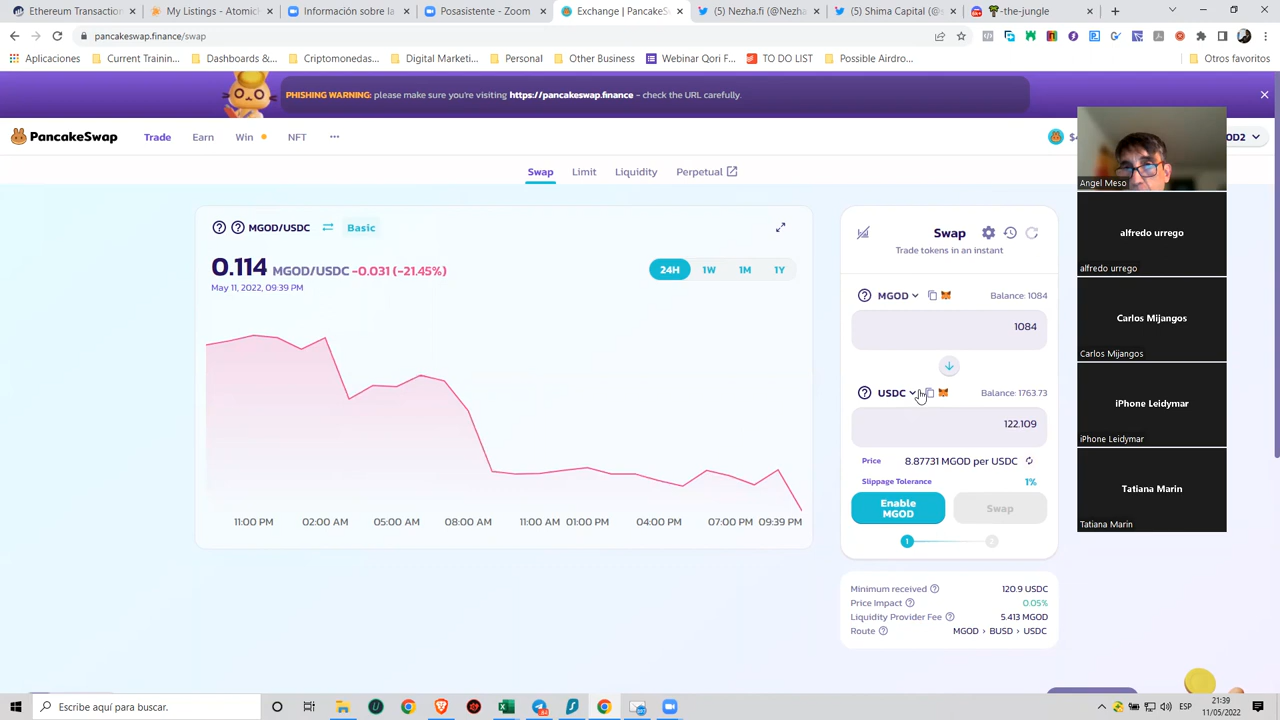 Ethereum Transaction
My Listings - AtomicH
Información sobre la
Posasistente - Zoom
Exchange | PancakeS
(5) Nezha.fi (@Nezha
(5) Shima Capital (@s
the-jungle
pancakeswap.finance/swap
Aplicaciones
Current Trainin...
Dashboards &...
Criptomonedas...
Digital Marketi...
Personal
Other Business
Webinar Qori F...
TO DO LIST
Possible Airdro...
Otros favoritos
PHISHING WARNING: please make sure you're visiting https://pancakeswap.finance - check the URL carefully.
PancakeSwap
Trade
Earn
Win
NFT
Swap
Limit
Liquidity
Perpetual
MGOD/USDC
Basic
0.114 MGOD/USDC -0.031 (-21.45%)
May 11, 2022, 09:39 PM
24H
1W
1M
1Y
11:00 PM
02:00 AM
05:00 AM
08:00 AM
11:00 AM
01:00 PM
04:00 PM
07:00 PM
09:39 PM
Swap
Trade tokens in an instant
MGOD
Balance: 1084
1084
USDC
Balance: 1763.73
122.109
Price
8.87731 MGOD per USDC
Slippage Tolerance
1%
Enable
MGOD
Swap
1
2
Minimum received
120.9 USDC
Price Impact
0.05%
Liquidity Provider Fee
5.413 MGOD
Route
MGOD > BUSD > USDC
Angel Meso
alfredo urrego
alfredo urrego
Carlos Mijangos
Carlos Mijangos
iPhone Leidymar
iPhone Leidymar
Tatiana Marin
Tatiana Marin
Escribe aquí para buscar.
ESP
21:39
11/05/2022